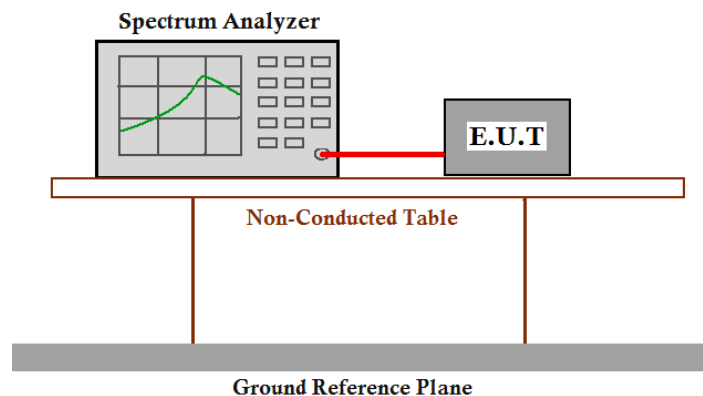 Spectrum Analyzer
E.U.T
Non-Conducted Table
Ground Reference Plane